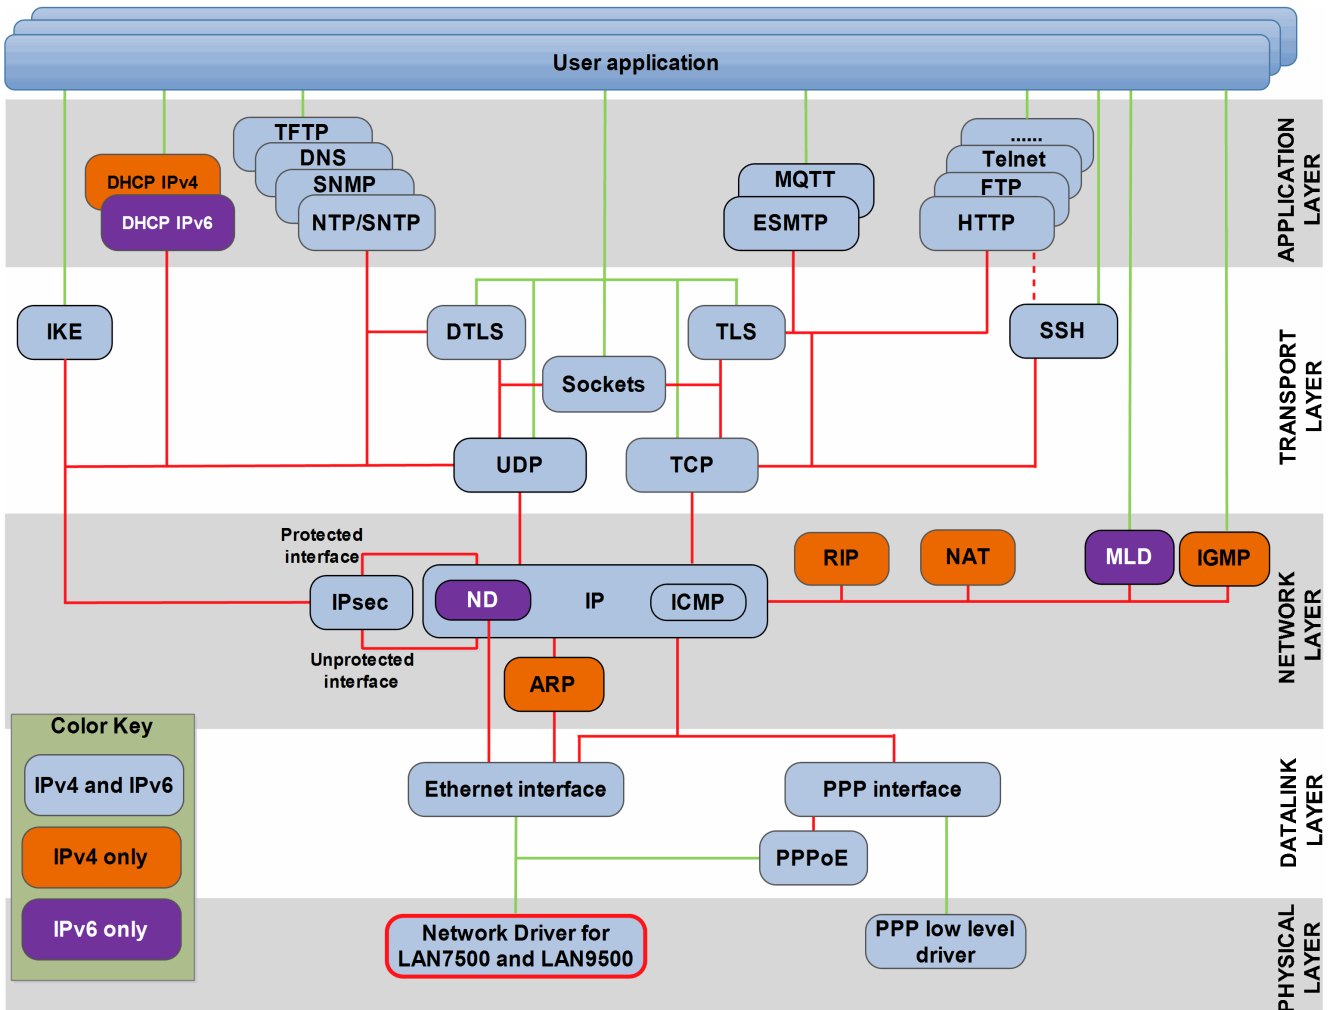 User application
TFTP
DNS
SNMP
NTP/SNTP
DHCP IPv4
DHCP IPv6
MQTT
ESMTP
......
Telnet
FTP
HTTP
APPLICATION
LAYER
IKE
DTLS
TLS
SSH
Sockets
UDP
TCP
TRANSPORT
LAYER
Protected
interface
IPsec
Unprotected
interface
ND
IP
ICMP
RIP
NAT
MLD
IGMP
ARP
NETWORK
LAYER
Color Key
IPv4 and IPv6
IPv4 only
IPv6 only
Ethernet interface
PPP interface
PPPoE
DATALINK
LAYER
Network Driver for
LAN7500 and LAN9500
PPP low level
driver
PHYSICAL
LAYER